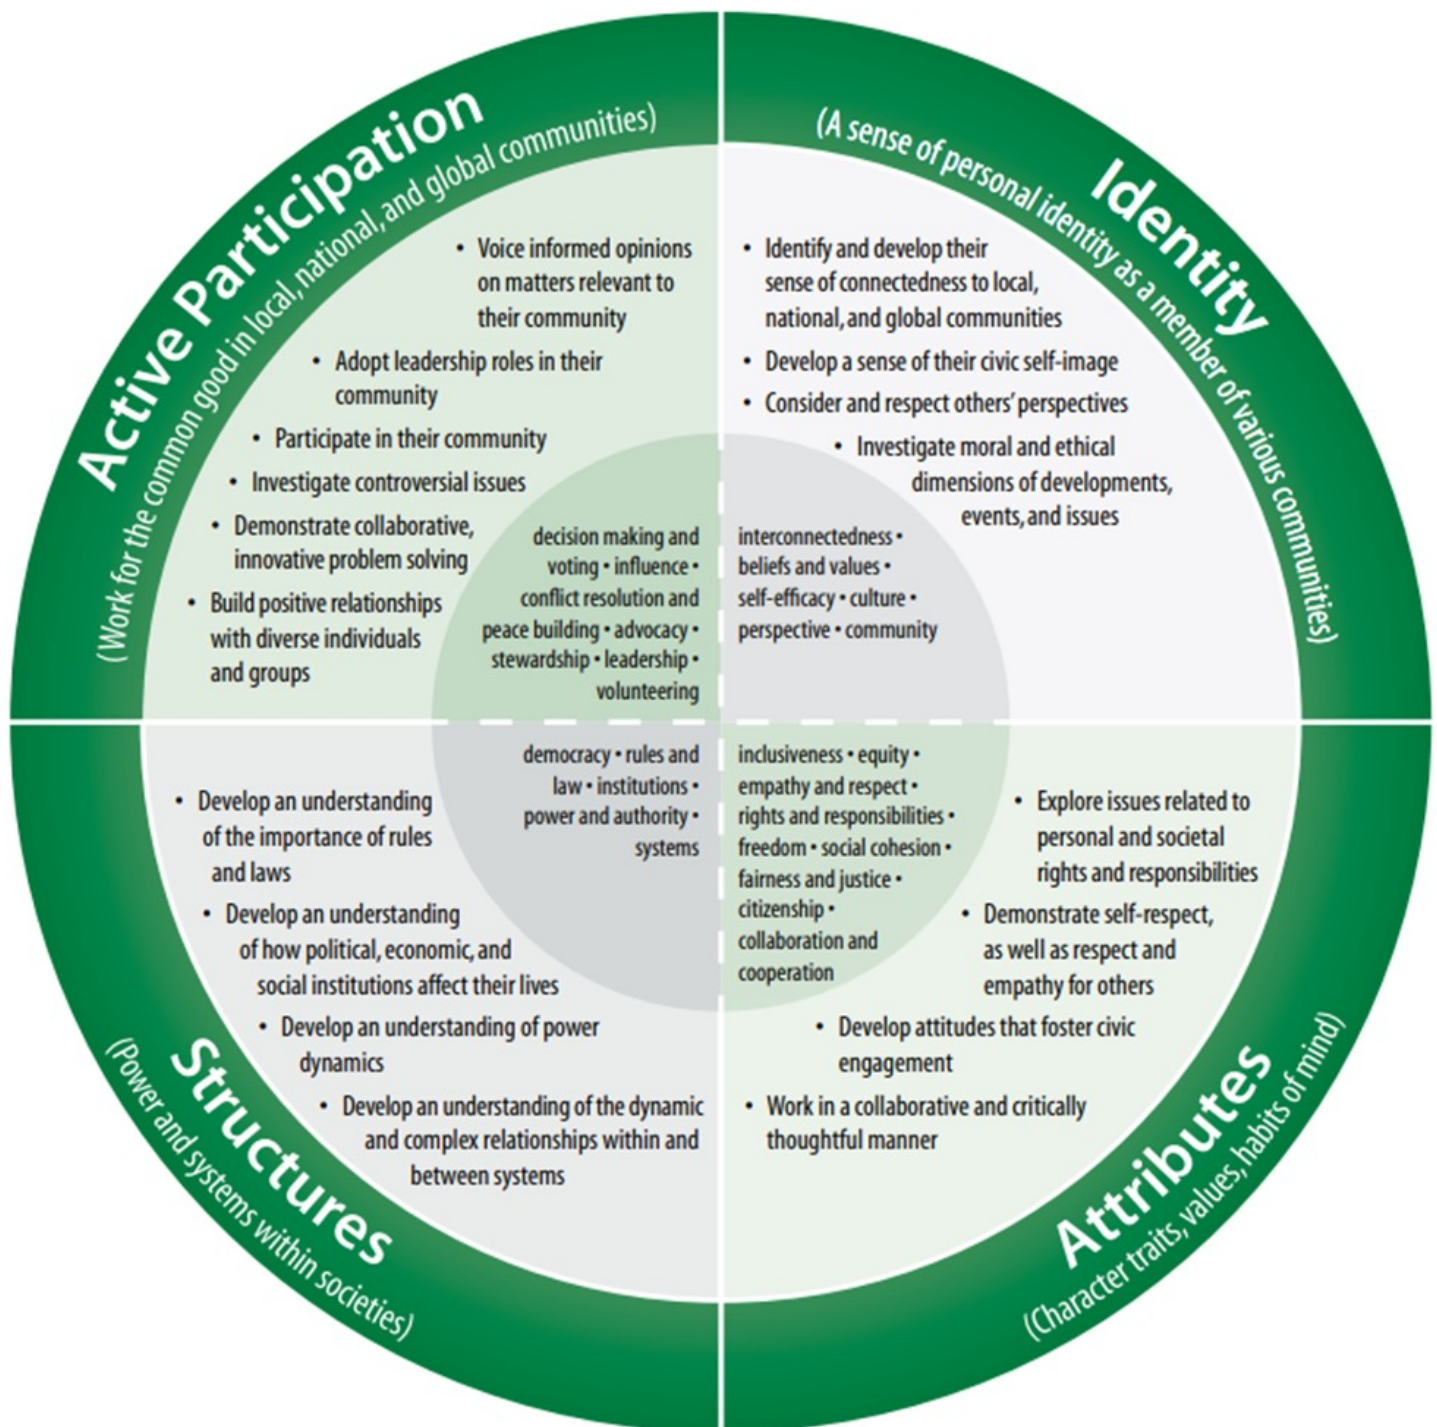 Active Participation
(Work for the common good in local, national, and global communities)
• Voice informed opinions
on matters relevant to
their community
• Adopt leadership roles in their
community
• Participate in their community
• Investigate controversial issues
• Demonstrate collaborative,
innovative problem solving
• Build positive relationships
with diverse individuals
and groups
decision making and
voting • influence •
conflict resolution and
peace building • advocacy •
stewardship • leadership •
volunteering
Identity
(A sense of personal identity as a member of various communities)
• Identify and develop their
sense of connectedness to local,
national, and global communities
• Develop a sense of their civic self-image
• Consider and respect others’ perspectives
• Investigate moral and ethical
dimensions of developments,
events, and issues
interconnectedness •
beliefs and values •
self-efficacy • culture •
perspective • community
Structures
(Power and systems within societies)
democracy • rules and
law • institutions •
power and authority •
systems
• Develop an understanding
of the importance of rules
and laws
• Develop an understanding
of how political, economic, and
social institutions affect their lives
• Develop an understanding of power
dynamics
• Develop an understanding of the dynamic
and complex relationships within and
between systems
Attributes
(Character traits, values, habits of mind)
inclusiveness • equity •
empathy and respect •
rights and responsibilities •
freedom • social cohesion •
fairness and justice •
citizenship •
collaboration and
cooperation
• Explore issues related to
personal and societal
rights and responsibilities
• Demonstrate self-respect,
as well as respect and
empathy for others
• Develop attitudes that foster civic
engagement
• Work in a collaborative and critically
thoughtful manner